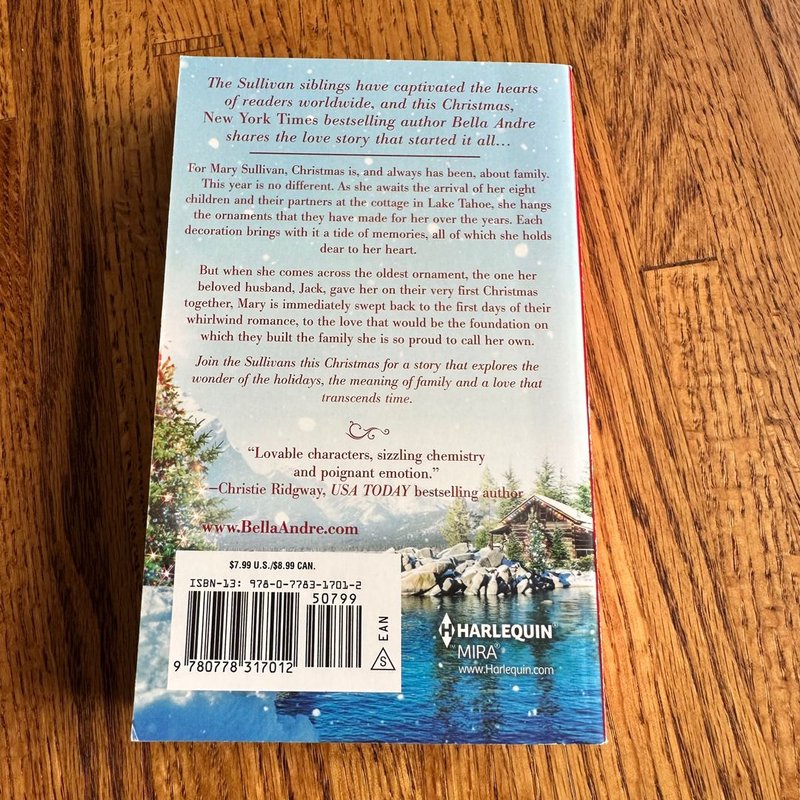 The Sullivan siblings have captivated the hearts
of readers worldwide, and this Christmas,
New York Times bestselling author Bella Andre
shares the love story that started it all…
For Mary Sullivan, Christmas is, and always has been, about family.
This year is no different. As she awaits the arrival of her eight
children and their partners at the cottage in Lake Tahoe, she hangs
the ornaments that they have made for her over the years. Each
decoration brings with it a tide of memories, all of which she holds
dear to her heart.
But when she comes across the oldest ornament, the one her
beloved husband, Jack, gave her on their very first Christmas
together, Mary is immediately swept back to the first days of their
whirlwind romance, to the love that would be the foundation on
which they built the family she is so proud to call her own.
Join the Sullivans this Christmas for a story that explores the
wonder of the holidays, the meaning of family and a love that
transcends time.
“Lovable characters, sizzling chemistry
and poignant emotion.”
—Christie Ridgway, USA TODAY bestselling author
www.BellaAndre.com
$7.99 U.S./$8.99 CAN.
ISBN-13: 978-0-7783-1701-2
50799
9 780778 317012
EAN
S
HARLEQUIN®
MIRA®
www.Harlequin.com